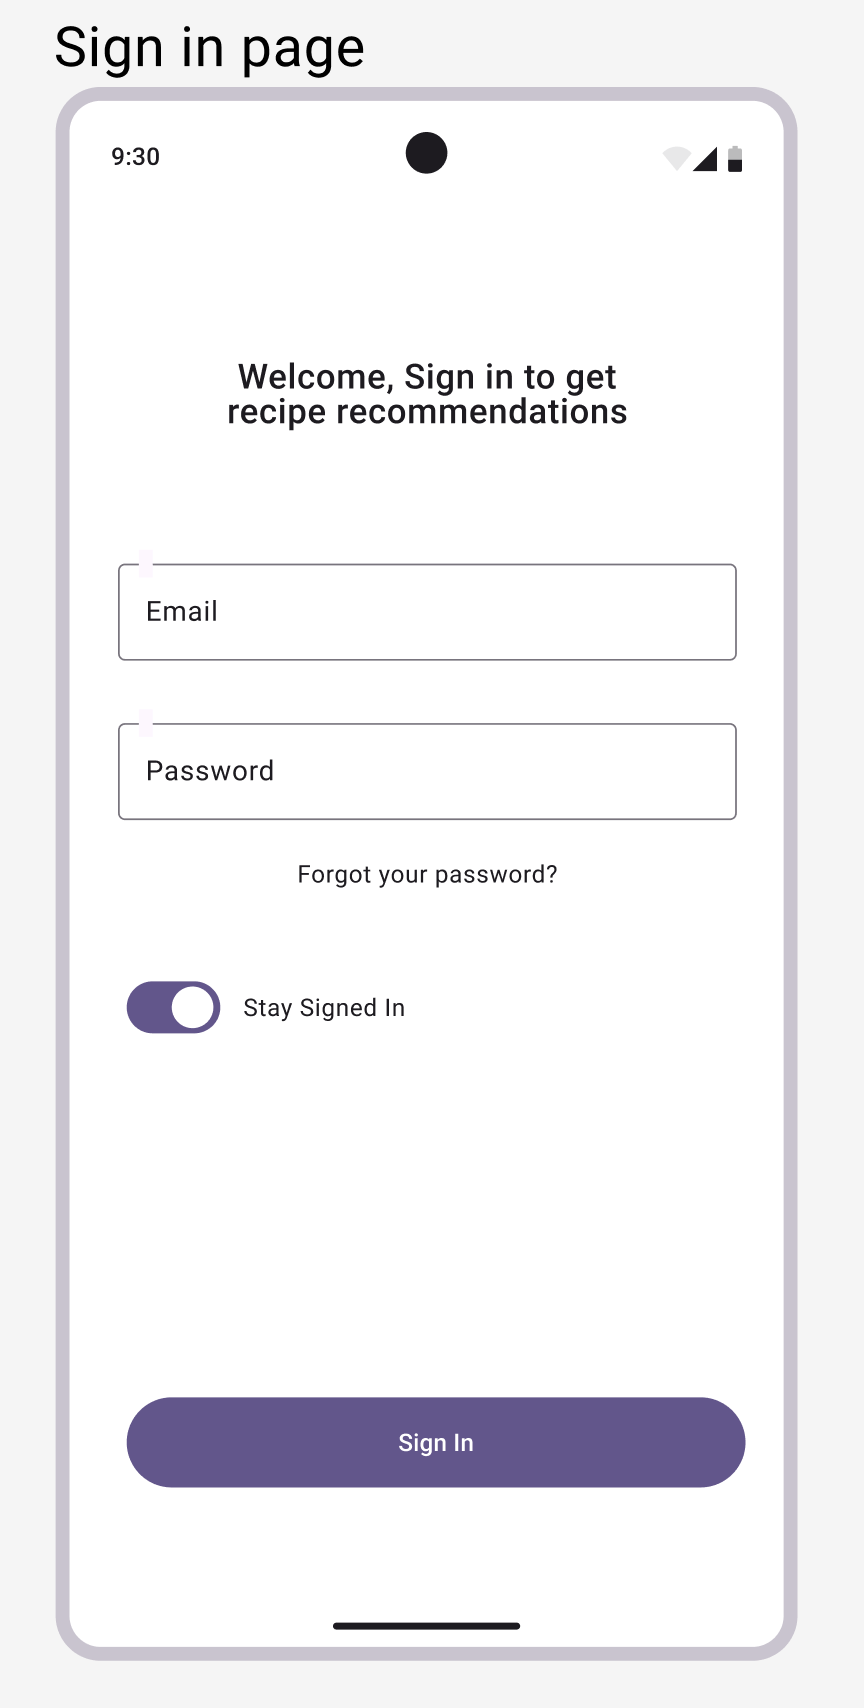 Sign in page
9:30
Welcome, Sign in to get
recipe recommendations
Email
Password
Forgot your password?
Stay Signed In
Sign In